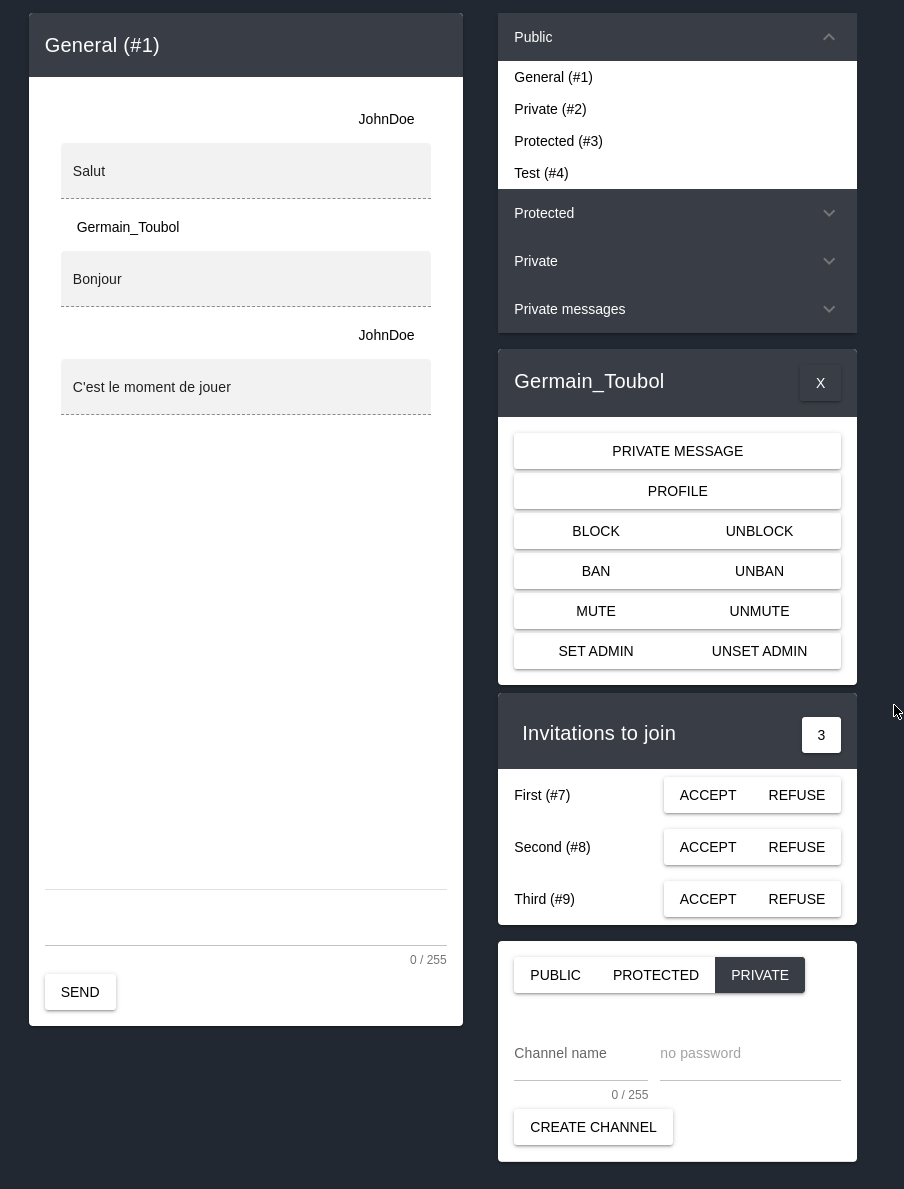 General (#1)
JohnDoe
Salut
Germain_Toubol
Bonjour
JohnDoe
C'est le moment de jouer
0 / 255
SEND
Public
General (#1)
Private (#2)
Protected (#3)
Test (#4)
Protected
Private
Private messages
Germain_Toubol X
PRIVATE MESSAGE
PROFILE
BLOCK UNBLOCK
BAN UNBAN
MUTE UNMUTE
SET ADMIN UNSET ADMIN
Invitations to join 3
First (#7) ACCEPT REFUSE
Second (#8) ACCEPT REFUSE
Third (#9) ACCEPT REFUSE
PUBLIC PROTECTED PRIVATE
Channel name no password
0 / 255
CREATE CHANNEL